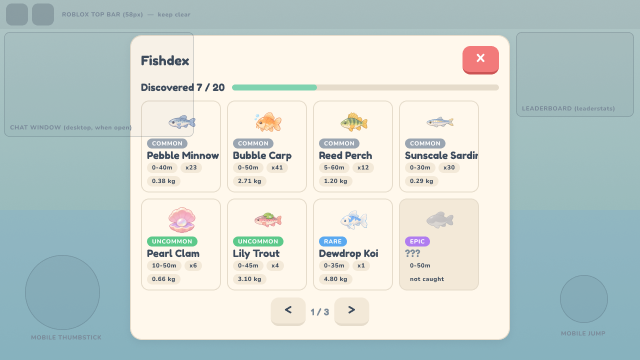 ROBLOX TOP BAR (58px) — keep clear
Fishdex
X
Discovered 7 / 20
CHAT WINDOW (desktop, when open)
LEADERBOARD (leaderstats)
COMMON
Pebble Minnow
0-40m x23
0.38 kg
COMMON
Bubble Carp
0-50m x41
2.71 kg
COMMON
Reed Perch
5-60m x12
1.20 kg
COMMON
Sunscale Sardin
0-30m x30
0.29 kg
UNCOMMON
Pearl Clam
10-50m x6
0.66 kg
UNCOMMON
Lily Trout
0-45m x4
3.10 kg
RARE
Dewdrop Koi
0-35m x1
4.80 kg
EPIC
???
0-50m
not caught
< 1 / 3 >
MOBILE THUMBSTICK
MOBILE JUMP